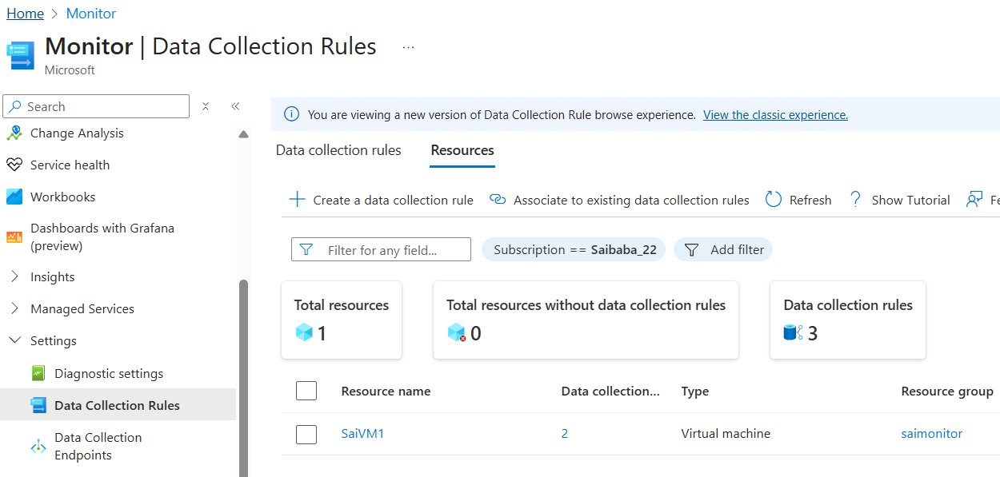 Home > Monitor
Monitor | Data Collection Rules ...
Microsoft
Search
Change Analysis
Service health
Workbooks
Dashboards with Grafana
(preview)
Insights
Managed Services
Settings
Diagnostic settings
Data Collection Rules
Data Collection
Endpoints
You are viewing a new version of Data Collection Rule browse experience. View the classic experience.
Data collection rules Resources
Create a data collection rule Associate to existing data collection rules Refresh Show Tutorial Fe
Filter for any field... Subscription == Saibaba_22 Add filter
Total resources
1
Total resources without data collection rules
0
Data collection rules
3
Resource name Data collection... Type Resource group
SaiVM1 2 Virtual machine saimonitor